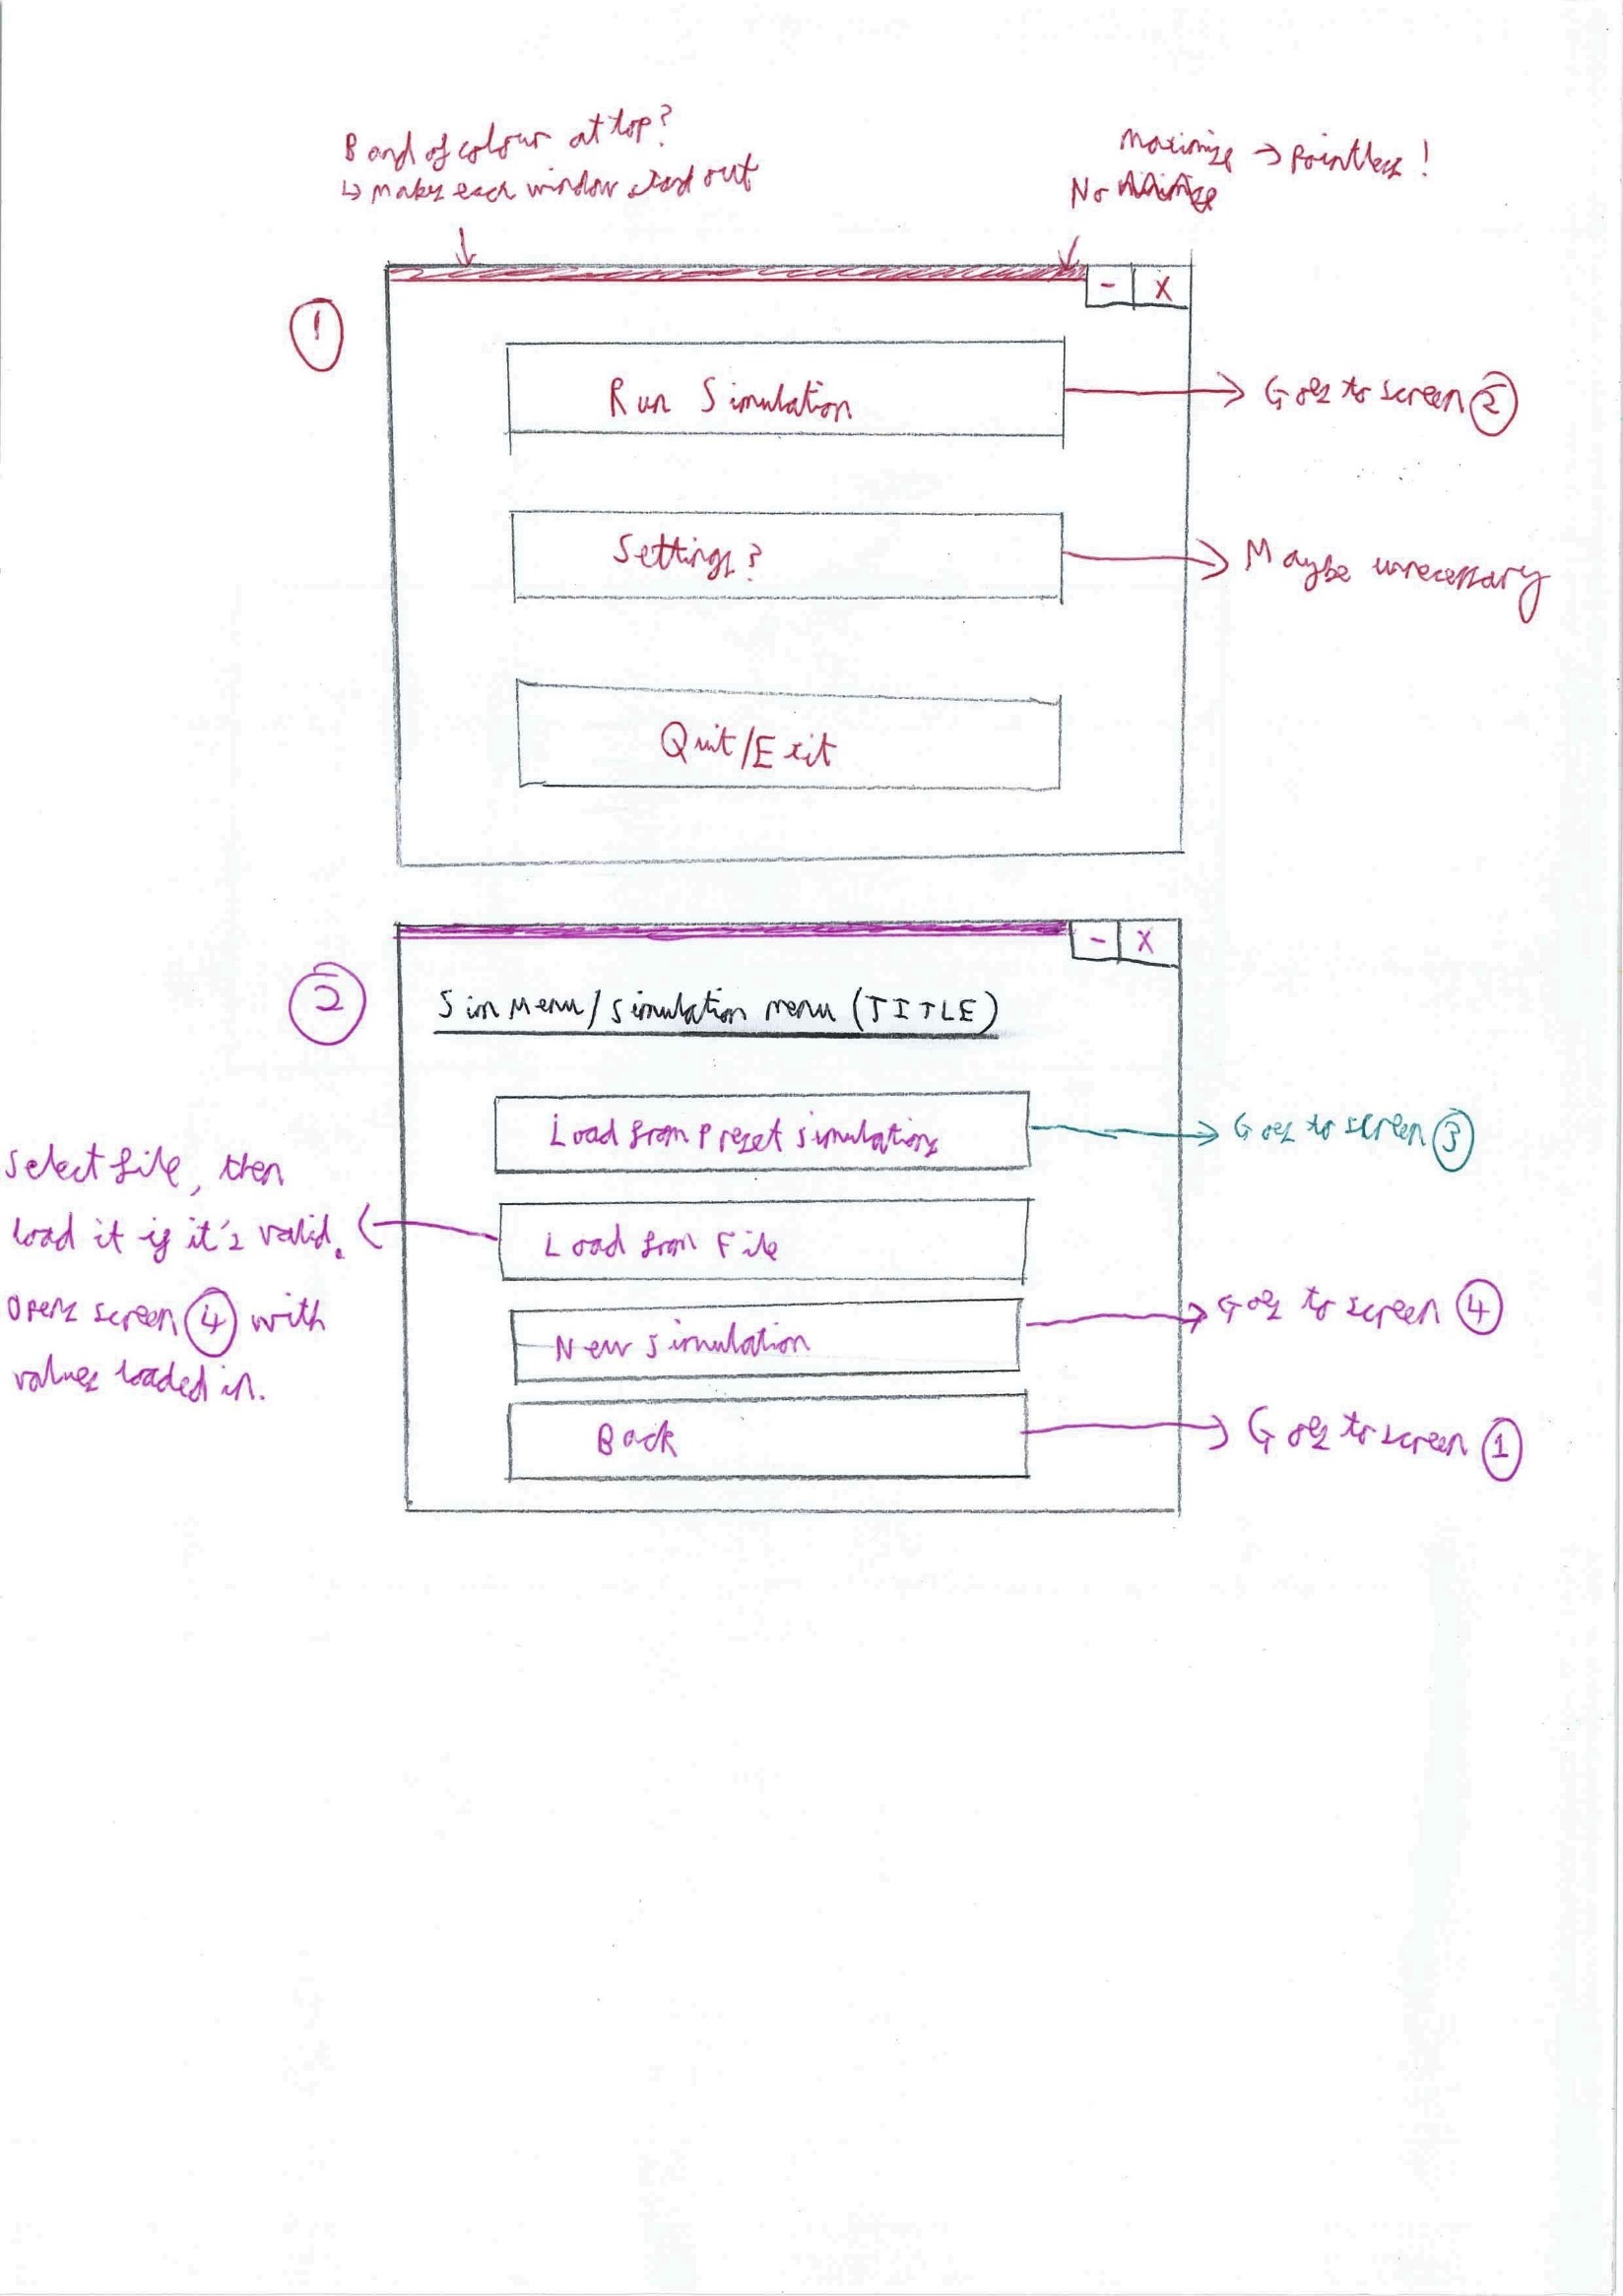 Band of colour at top?
↳ makes each window stand out
Maximize → Pointless!
No
- X
1
Run Simulation
Goes to screen 2
Settings?
Maybe unnecessary
Quit/Exit
- X
2
Sim Menu/Simulation menu (TITLE)
Load from Preset simulations
Goes to screen 3
Select file, then
load it if it's valid.
Opens screen 4 with
values loaded in.
Load from File
New Simulation
Goes to screen 4
Back
Goes to screen 1